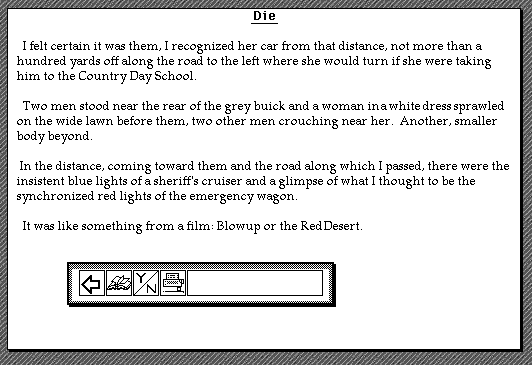 Die
I felt certain it was them, I recognized her car from that distance, not more than a
hundred yards off along the road to the left where she would turn if she were taking
him to the Country Day School.
Two men stood near the rear of the grey buick and a woman in a white dress sprawled
on the wide lawn before them, two other men crouching near her. Another, smaller
body beyond.
In the distance, coming toward them and the road along which I passed, there were the
insistent blue lights of a sheriff's cruiser and a glimpse of what I thought to be the
synchronized red lights of the emergency wagon.
It was like something from a film: Blowup or the Red Desert.
Y/N